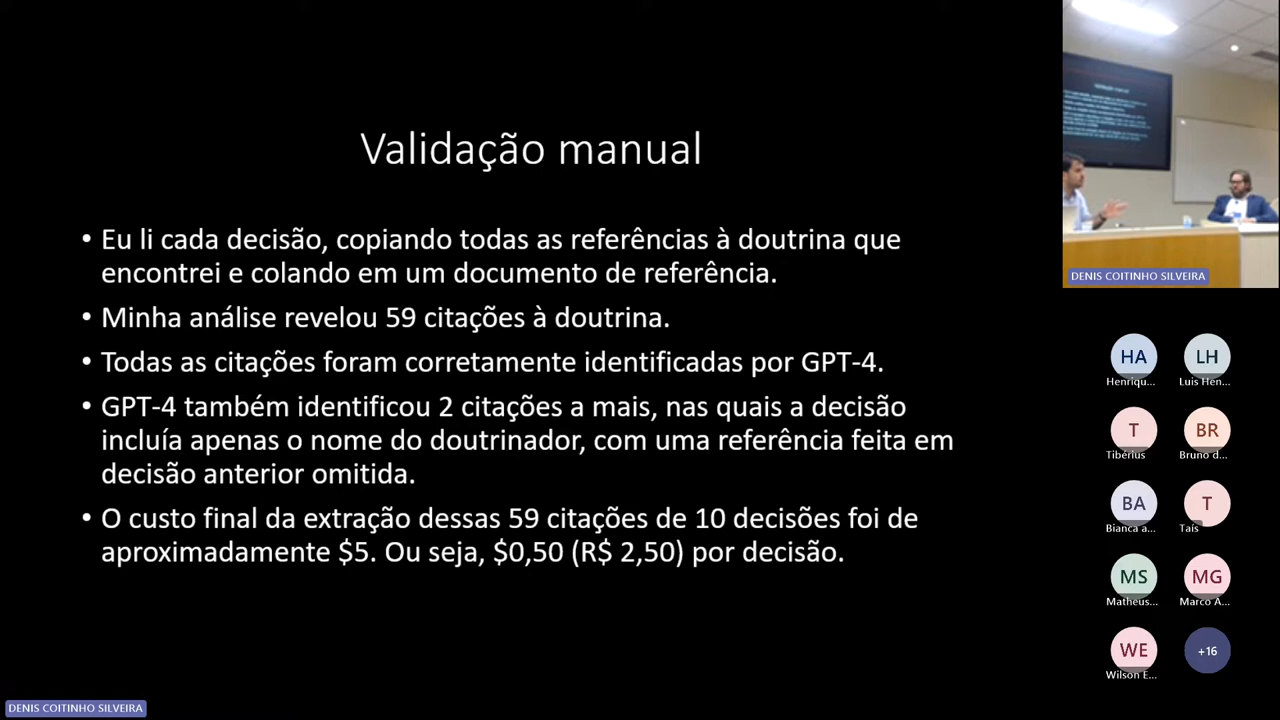 Validação manual
• Eu li cada decisão, copiando todas as referências à doutrina que
encontrei e colando em um documento de referência.
• Minha análise revelou 59 citações à doutrina.
• Todas as citações foram corretamente identificadas por GPT-4.
• GPT-4 também identificou 2 citações a mais, nas quais a decisão
incluía apenas o nome do doutrinador, com uma referência feita em
decisão anterior omitida.
• O custo final da extração dessas 59 citações de 10 decisões foi de
aproximadamente $5. Ou seja, $0,50 (R$ 2,50) por decisão.
DENIS COITINHO SILVEIRA
HA
Henriqu...
LH
Luis Hen...
T
Tibérius
BR
Bruno d...
BA
Bianca a...
T
Taís
MS
Matheus...
MG
Marco A...
WE
Wilson E...
+16
DENIS COITINHO SILVEIRA